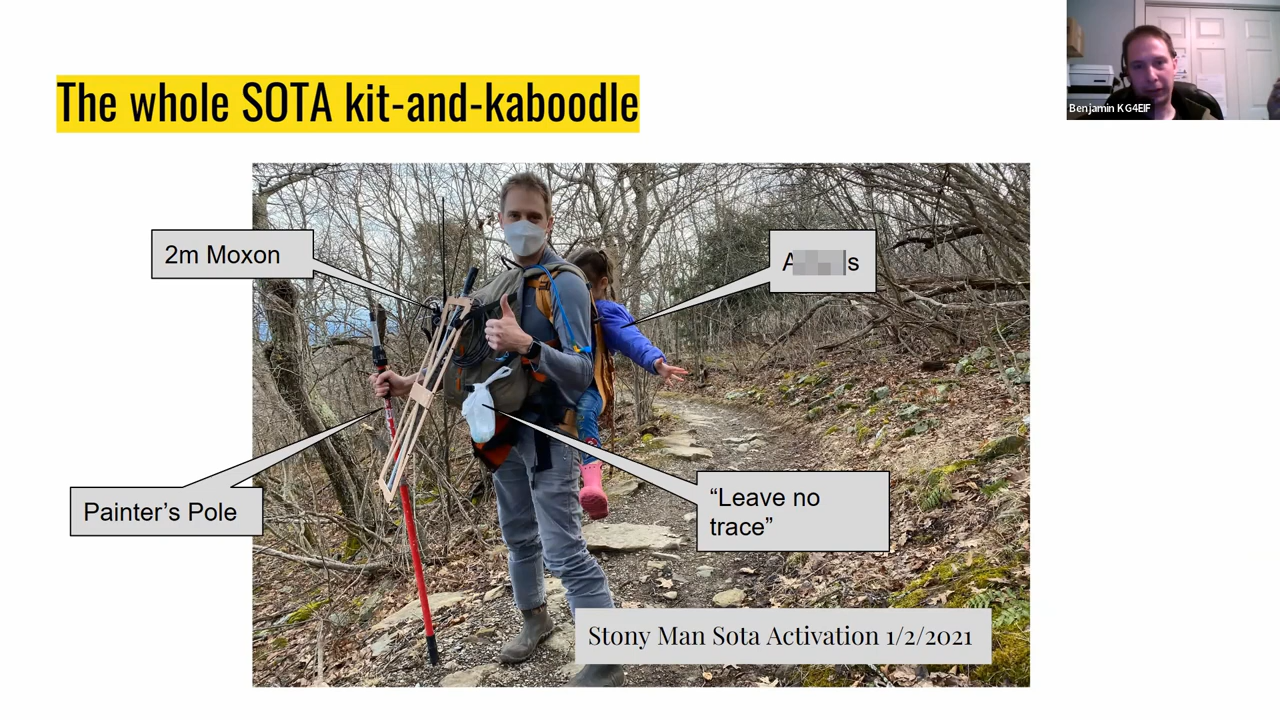 The whole SOTA kit-and-kaboodle
Benjamin KG4EIF
2m Moxon
Painter's Pole
“Leave no
trace”
Stony Man Sota Activation 1/2/2021